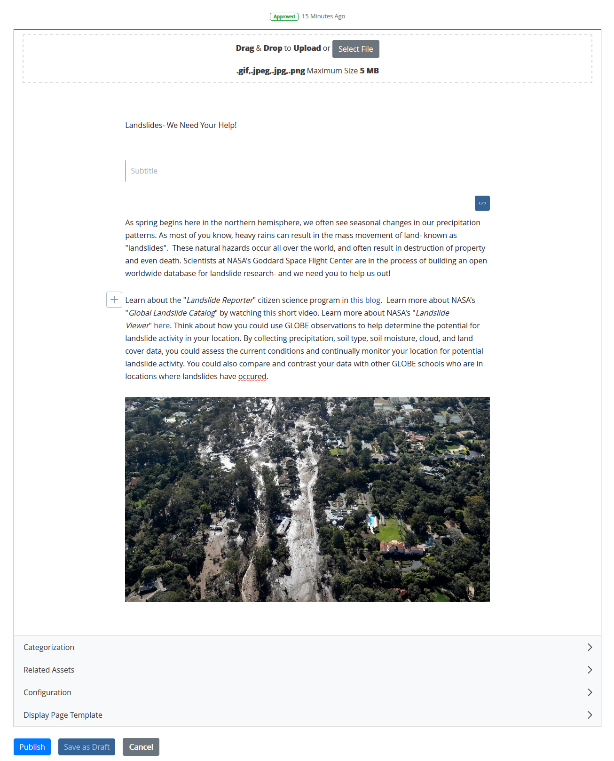 Approved 15 Minutes Ago
Drag & Drop to Upload or Select File
.gif,.jpeg,.jpg,.png Maximum Size 5 MB
Landslides- We Need Your Help!
Subtitle
</>
As spring begins here in the northern hemisphere, we often see seasonal changes in our precipitation
patterns. As most of you know, heavy rains can result in the mass movement of land- known as
"landslides".  These natural hazards occur all over the world, and often result in destruction of property
and even death. Scientists at NASA's Goddard Space Flight Center are in the process of building an open
worldwide database for landslide research- and we need you to help us out!
Learn about the "Landslide Reporter" citizen science program in this blog.  Learn more about NASA's
"Global Landslide Catalog" by watching this short video. Learn more about NASA's "Landslide
Viewer" here. Think about how you could use GLOBE observations to help determine the potential for
landslide activity in your location. By collecting precipitation, soil type, soil moisture, cloud, and land
cover data, you could assess the current conditions and continually monitor your location for potential
landslide activity. You could also compare and contrast your data with other GLOBE schools who are in
locations where landslides have occured.
Categorization
Related Assets
Configuration
Display Page Template
Publish Save as Draft Cancel